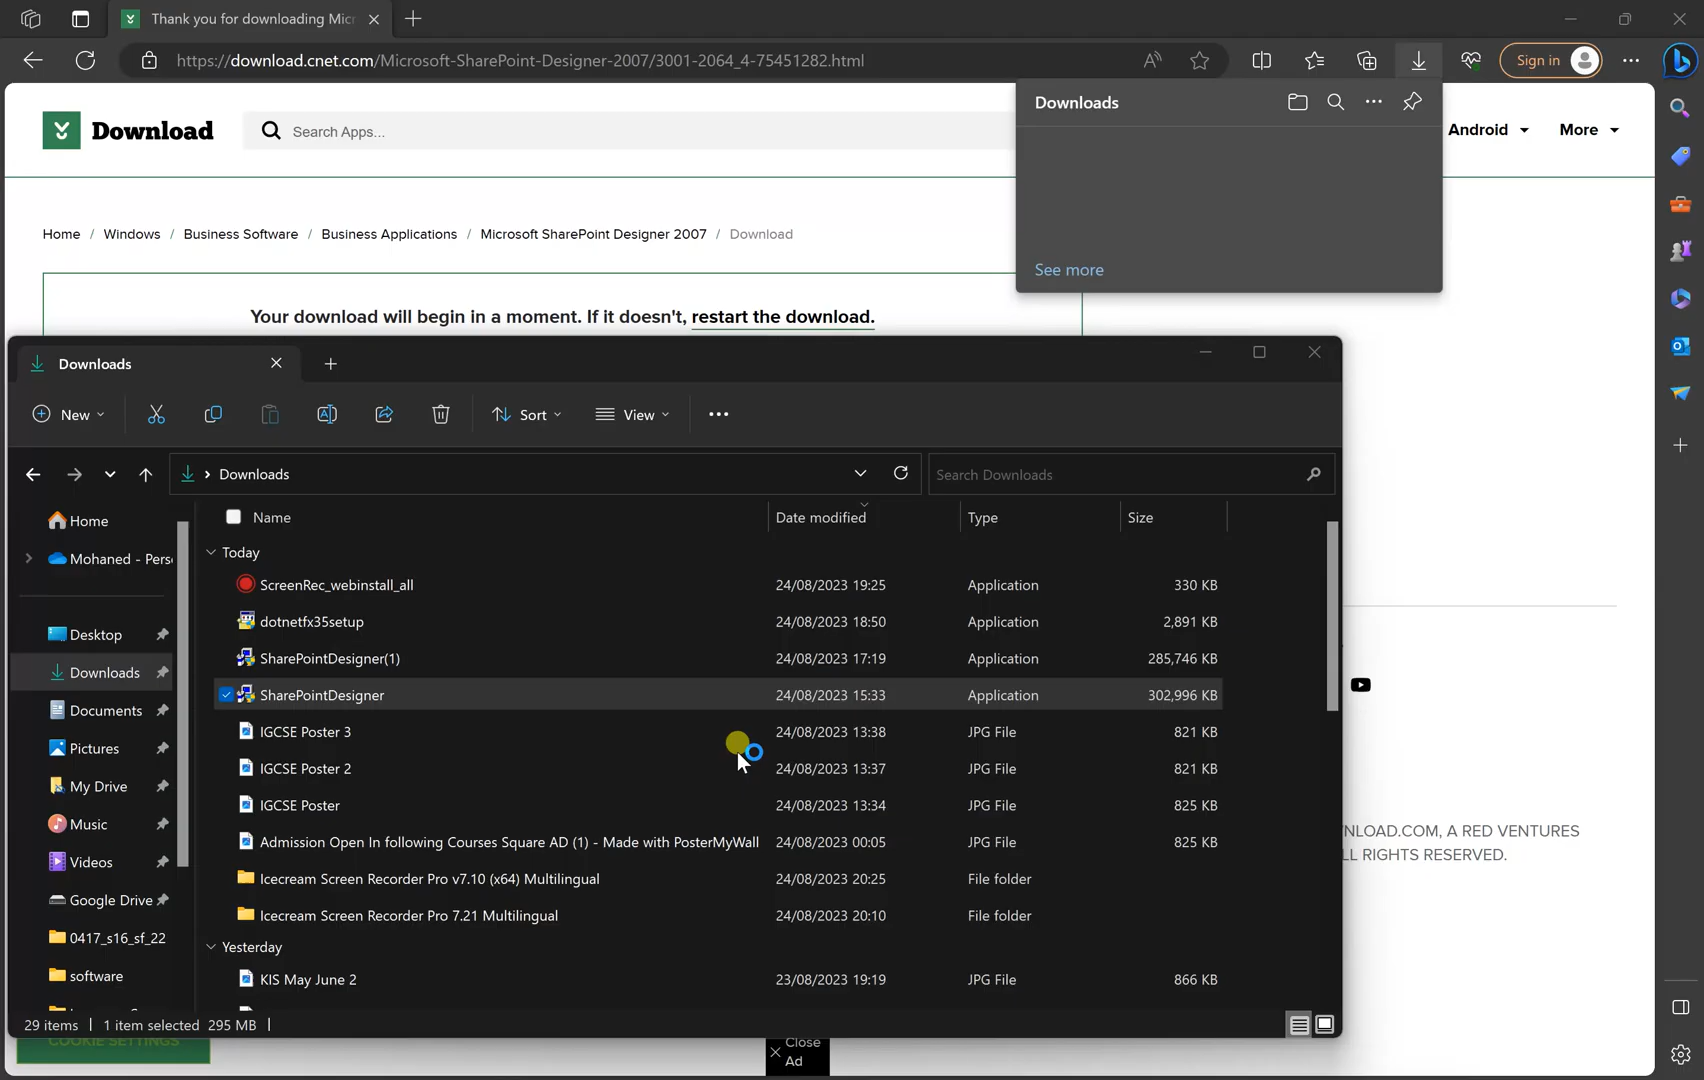 Thank you for downloading Micr
https://download.cnet.com/Microsoft-SharePoint-Designer-2007/3001-2064_4-75451282.html
Sign in
Download
Search Apps...
Downloads
Android
More
See more
Home / Windows / Business Software / Business Applications / Microsoft SharePoint Designer 2007 / Download
Your download will begin in a moment. If it doesn't, restart the download.
Downloads
New
Sort
View
Downloads
Search Downloads
Home
Mohaned - Pers
Desktop
Downloads
Documents
Pictures
My Drive
Music
Videos
Google Drive
0417_s16_sf_22
software
Name Date modified Type Size
Today
ScreenRec_webinstall_all 24/08/2023 19:25 Application 330 KB
dotnetfx35setup 24/08/2023 18:50 Application 2,891 KB
SharePointDesigner(1) 24/08/2023 17:19 Application 285,746 KB
SharePointDesigner 24/08/2023 15:33 Application 302,996 KB
IGCSE Poster 3 24/08/2023 13:38 JPG File 821 KB
IGCSE Poster 2 24/08/2023 13:37 JPG File 821 KB
IGCSE Poster 24/08/2023 13:34 JPG File 825 KB
Admission Open In following Courses Square AD (1) - Made with PosterMyWall 24/08/2023 00:05 JPG File 825 KB
Icecream Screen Recorder Pro v7.10 (x64) Multilingual 24/08/2023 20:25 File folder
Icecream Screen Recorder Pro 7.21 Multilingual 24/08/2023 20:10 File folder
Yesterday
KIS May June 2 23/08/2023 19:19 JPG File 866 KB
29 items 1 item selected 295 MB
NLOAD.COM, A RED VENTURES
LL RIGHTS RESERVED.
COOKIE SETTINGS
Close
Ad